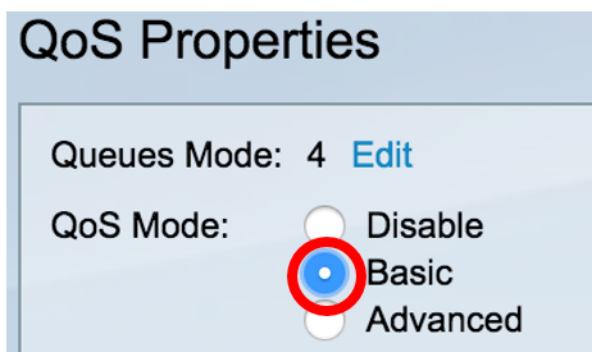 QoS Properties
Queues Mode: 4 Edit
QoS Mode: Disable
Basic
Advanced